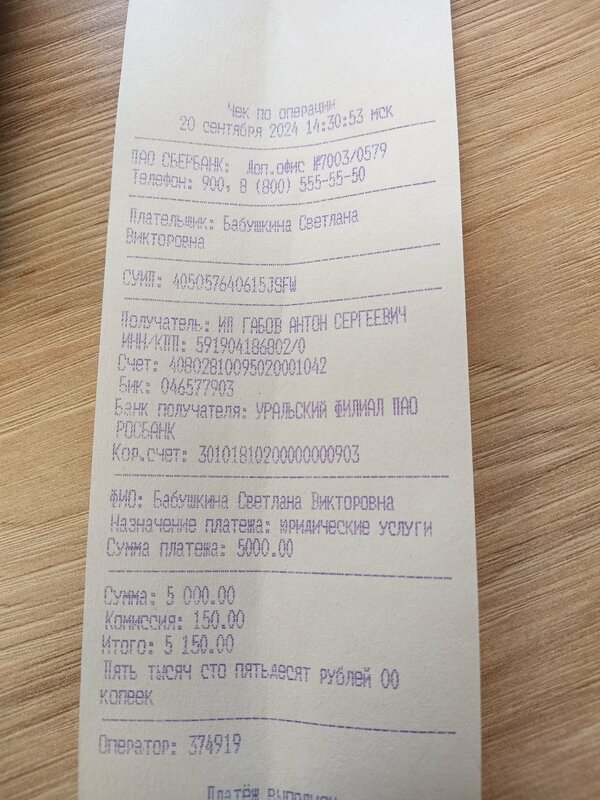 Чек по операции
20 сентября 2024 14:30:53 мск
ПАО СБЕРБАНК: Доп.офис №7003/0579
Телефон: 900, 8 (800) 555-55-50
Плательщик: Бабушкина Светлана
Викторовна
СУИП: 405057640615JSFW
Получатель: ИП ГАБОВ АНТОН СЕРГЕЕВИЧ
ИНН/КПП: 591904186802/0
Счет: 40802810095020001042
Бик: 046577903
Банк получателя: УРАЛЬСКИЙ ФИЛИАЛ ПАО
РОСБАНК
Кор.счет: 30101810200000000903
ФИО: Бабушкина Светлана Викторовна
Назначение платежа: юридические услуги
Сумма платежа: 5000.00
Сумма: 5 000.00
Комиссия: 150.00
Итого: 5 150.00
Пять тысяч сто пятьдесят рублей 00
копеек
Оператор: 374919
Платёж выполнен